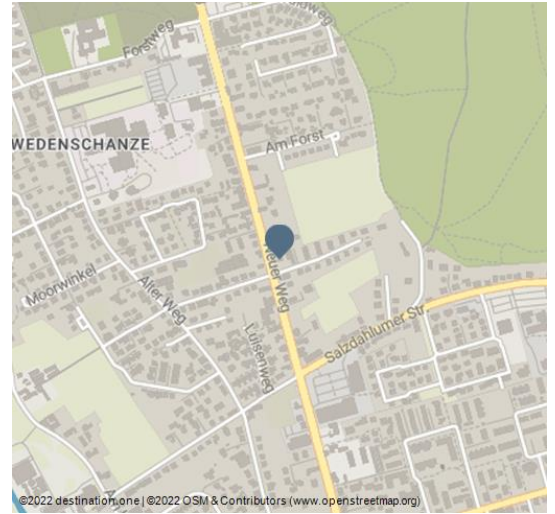 Forstweg
WEDENSCHANZE
Am Forst
Neuer Weg
Moorwinkel
Alter Weg
Luisenweg
Salzdahlumer Str
©2022 destination.one | ©2022 OSM & Contributors (www.openstreetmap.org)